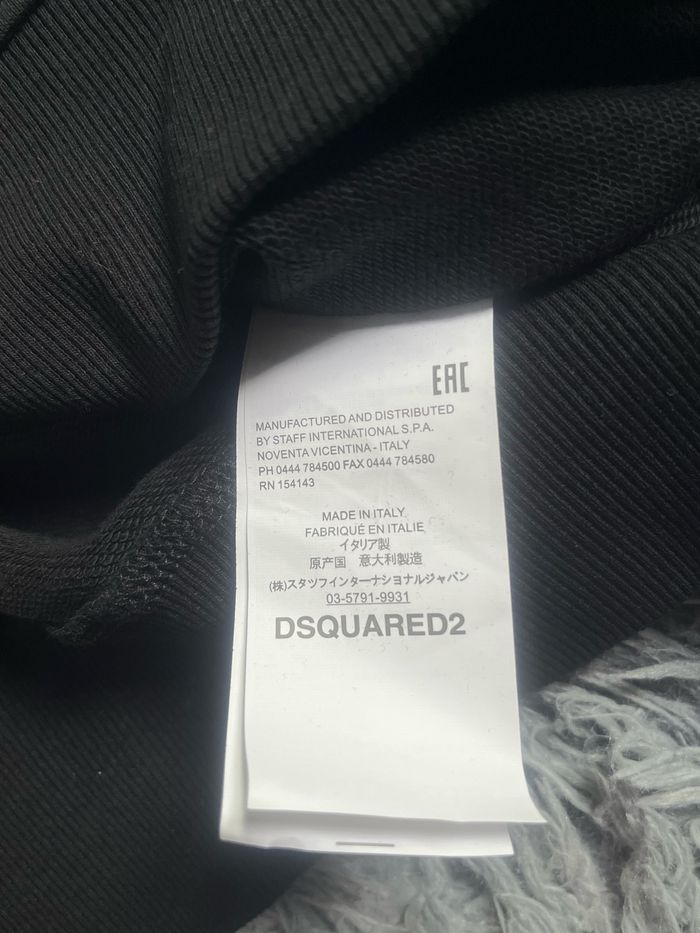 EAC
MANUFACTURED AND DISTRIBUTED
BY STAFF INTERNATIONAL S.P.A.
NOVENTA VICENTINA - ITALY
PH 0444 784500 FAX 0444 784580
RN 154143
MADE IN ITALY
FABRIQUÉ EN ITALIE
イタリア製
原产国 意大利製造
(株)スタツフインターナショナルジャパン
03-5791-9931
DSQUARED2